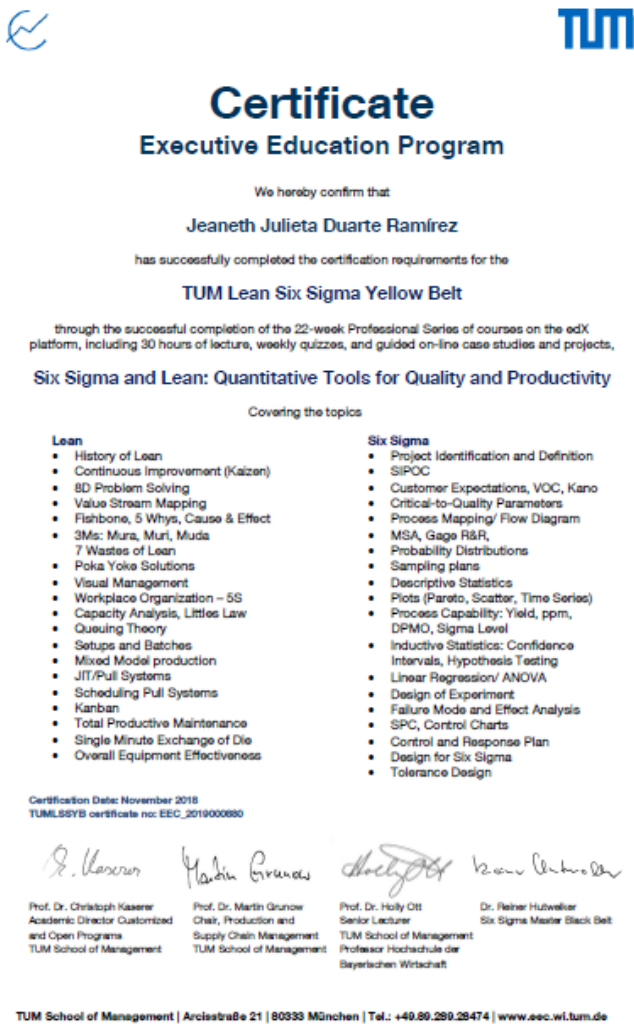 TUM
Certificate
Executive Education Program
We hereby confirm that
Jeaneth Julieta Duarte Ramírez
has successfully completed the certification requirements for the
TUM Lean Six Sigma Yellow Belt
through the successful completion of the 22-week Professional Series of courses on the edX
platform, including 30 hours of lecture, weekly quizzes, and guided on-line case studies and projects,
Six Sigma and Lean: Quantitative Tools for Quality and Productivity
Covering the topics
Lean
• History of Lean
• Continuous Improvement (Kaizen)
• 8D Problem Solving
• Value Stream Mapping
• Fishbone, 5 Whys, Cause & Effect
• 3Ms: Mura, Muri, Muda
7 Wastes of Lean
• Poka Yoke Solutions
• Visual Management
• Workplace Organization – 5S
• Capacity Analysis, Littles Law
• Queuing Theory
• Setups and Batches
• Mixed Model production
• JIT/Pull Systems
• Scheduling Pull Systems
• Kanban
• Total Productive Maintenance
• Single Minute Exchange of Die
• Overall Equipment Effectiveness
Six Sigma
• Project Identification and Definition
• SIPOC
• Customer Expectations, VOC, Kano
• Critical-to-Quality Parameters
• Process Mapping/ Flow Diagram
• MSA, Gage R&R,
• Probability Distributions
• Sampling plans
• Descriptive Statistics
• Plots (Pareto, Scatter, Time Series)
• Process Capability: Yield, ppm,
DPMO, Sigma Level
• Inductive Statistics: Confidence
Intervals, Hypothesis Testing
• Linear Regression/ ANOVA
• Design of Experiment
• Failure Mode and Effect Analysis
• SPC, Control Charts
• Control and Response Plan
• Design for Six Sigma
• Tolerance Design
Certification Date: November 2018
TUMLSSYB certificate no: EEC_2019000680
Martin Grunow
Holly Ott
Prof. Dr. Christoph Kaserer
Academic Director Customized
and Open Programs
TUM School of Management
Prof. Dr. Martin Grunow
Chair, Production and
Supply Chain Management
TUM School of Management
Prof. Dr. Holly Ott
Senior Lecturer
TUM School of Management
Professor Hochschule der
Bayerischen Wirtschaft
Dr. Reiner Hutwelker
Six Sigma Master Black Belt
TUM School of Management | Arcisstraße 21 | 80333 München | Tel.: +49.89.289.28474 | www.eec.wi.tum.de